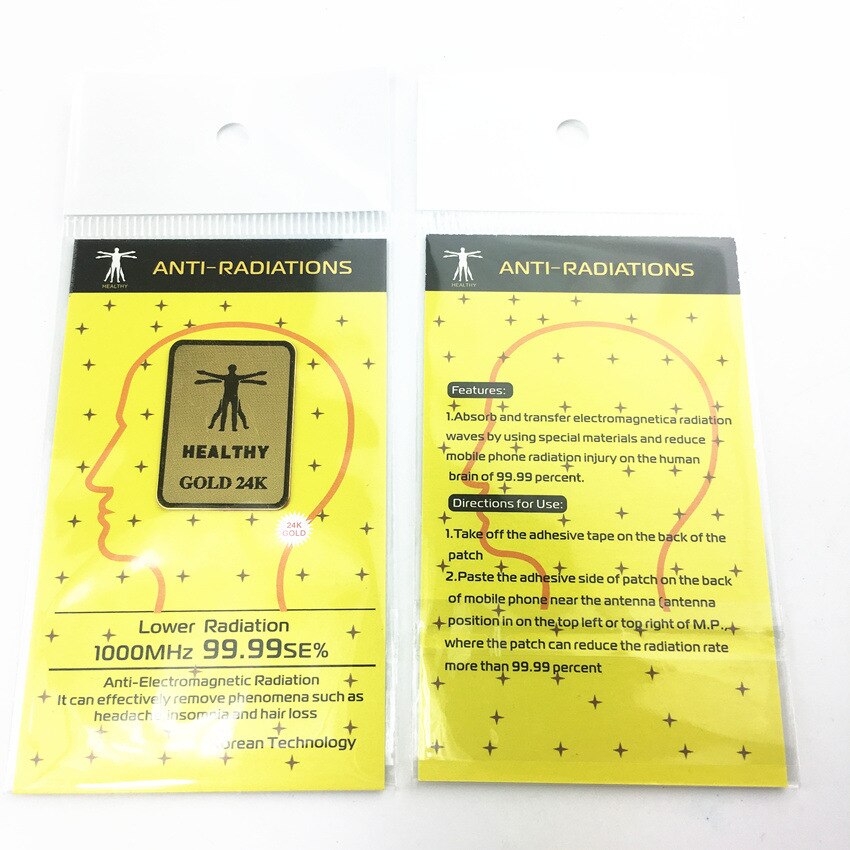 HEALTHY
ANTI-RADIATIONS
HEALTHY
GOLD 24K
24K
GOLD
Lower Radiation
1000MHz 99.99SE%
Anti-Electromagnetic Radiation
It can effectively remove phenomena such as
headache insomnia and hair loss
Korean Technology
HEALTHY
ANTI-RADIATIONS
Features:
1.Absorb and transfer electromagnetica radiation
waves by using special materials and reduce
mobile phone radiation injury on the human
brain of 99.99 percent.
Directions for Use:
1.Take off the adhesive tape on the back of the
patch
2.Paste the adhesive side of patch on the back
of mobile phone near the antenna (antenna
position in on the top left or top right of M.P.,
where the patch can reduce the radiation rate
more than 99.99 percent